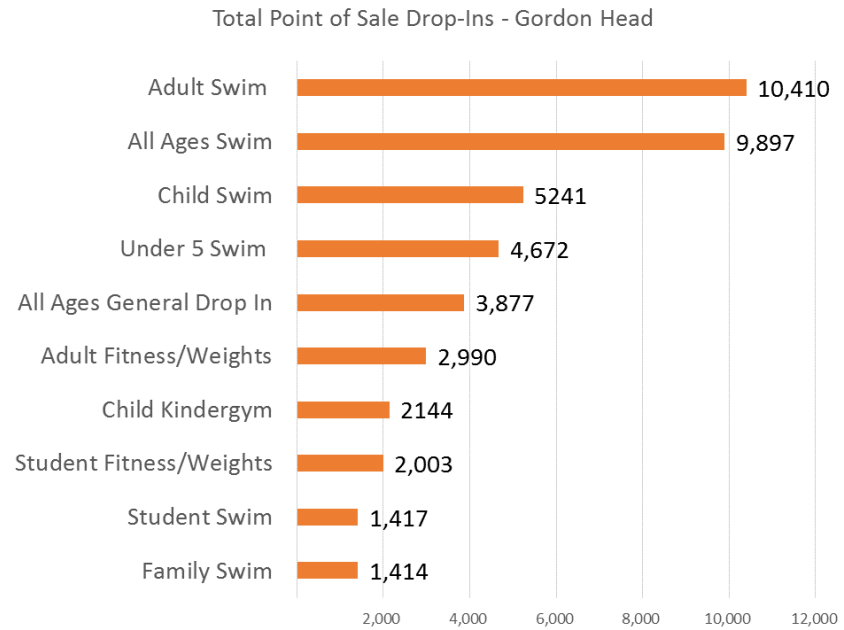 Total Point of Sale Drop-Ins - Gordon Head
Adult Swim 10,410
All Ages Swim 9,897
Child Swim 5241
Under 5 Swim 4,672
All Ages General Drop In 3,877
Adult Fitness/Weights 2,990
Child Kindergym 2144
Student Fitness/Weights 2,003
Student Swim 1,417
Family Swim 1,414
2,000 4,000 6,000 8,000 10,000 12,000